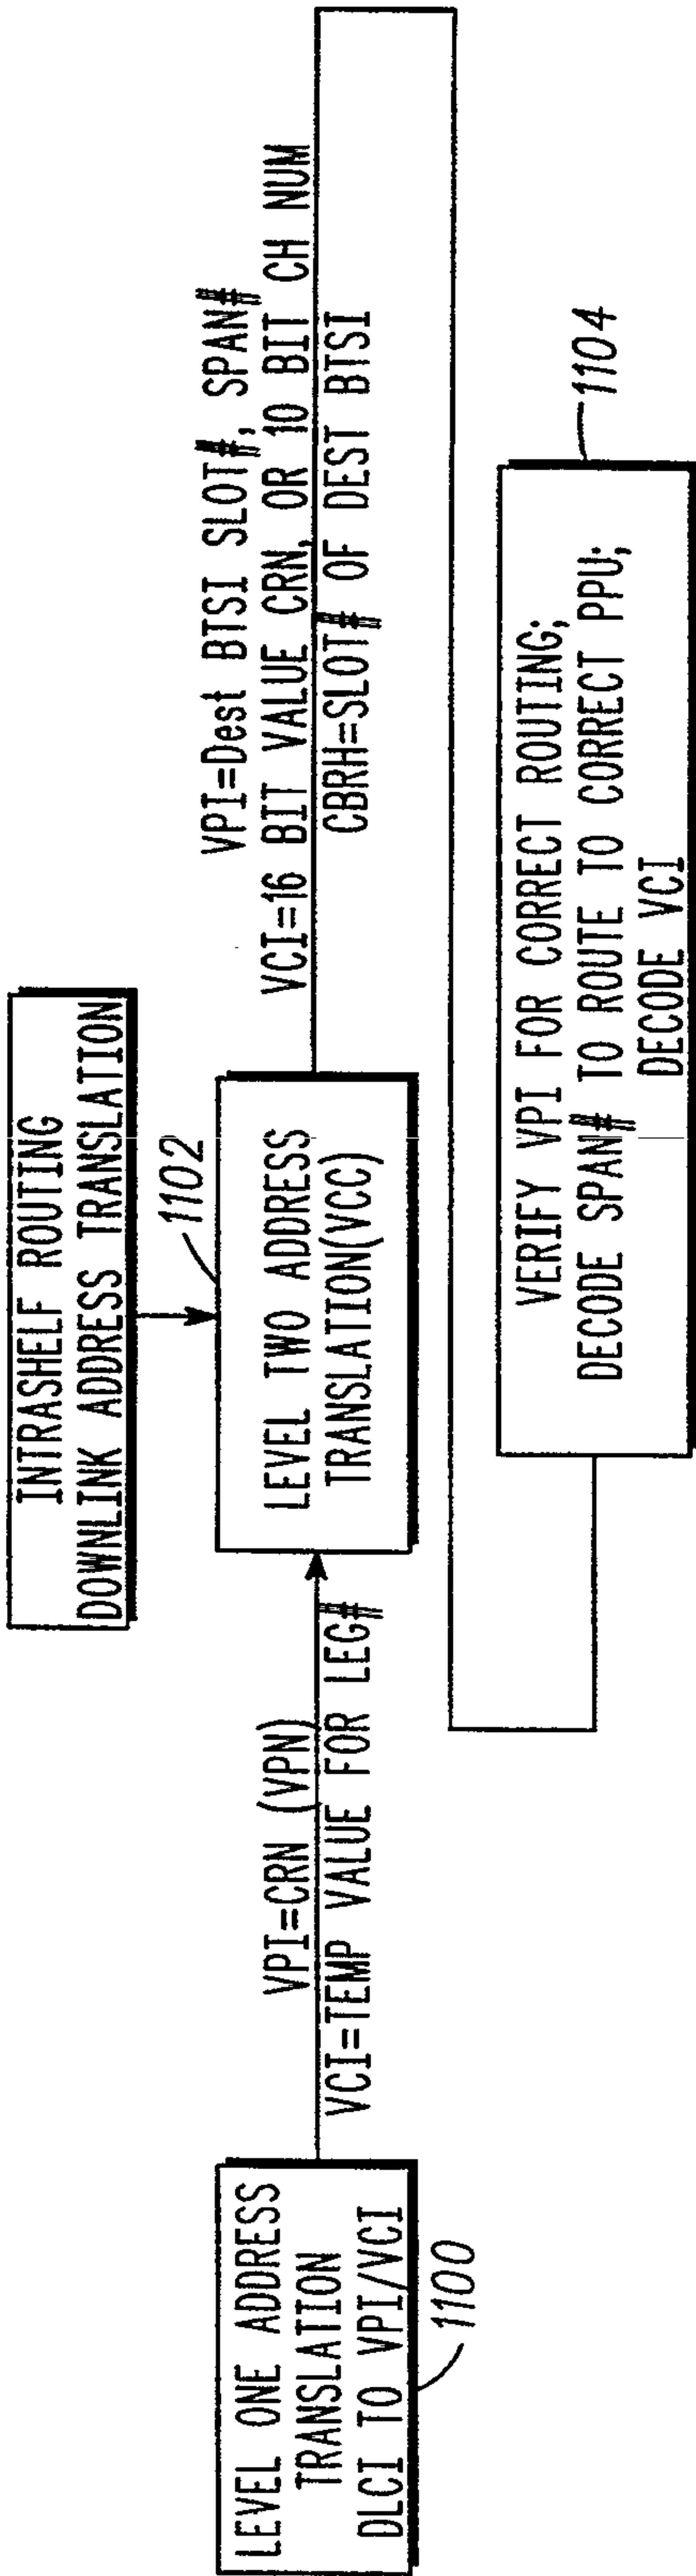 INTRASHELF ROUTING
DOWNLINK ADDRESS TRANSLATION
LEVEL ONE ADDRESS
TRANSLATION
DLCI TO VPI/VCI
1100
VPI=CRN (VPN)
VCI=TEMP VALUE FOR LEG#
1102
LEVEL TWO ADDRESS
TRANSLATION(VCC)
VPI=Dest BTSI SLOT#, SPAN#
VCI=16 BIT VALUE CRN, OR 10 BIT CH NUM
CBRH=SLOT# OF DEST BTSI
VERIFY VPI FOR CORRECT ROUTING;
DECODE SPAN# TO ROUTE TO CORRECT PPU;
DECODE VCI
1104